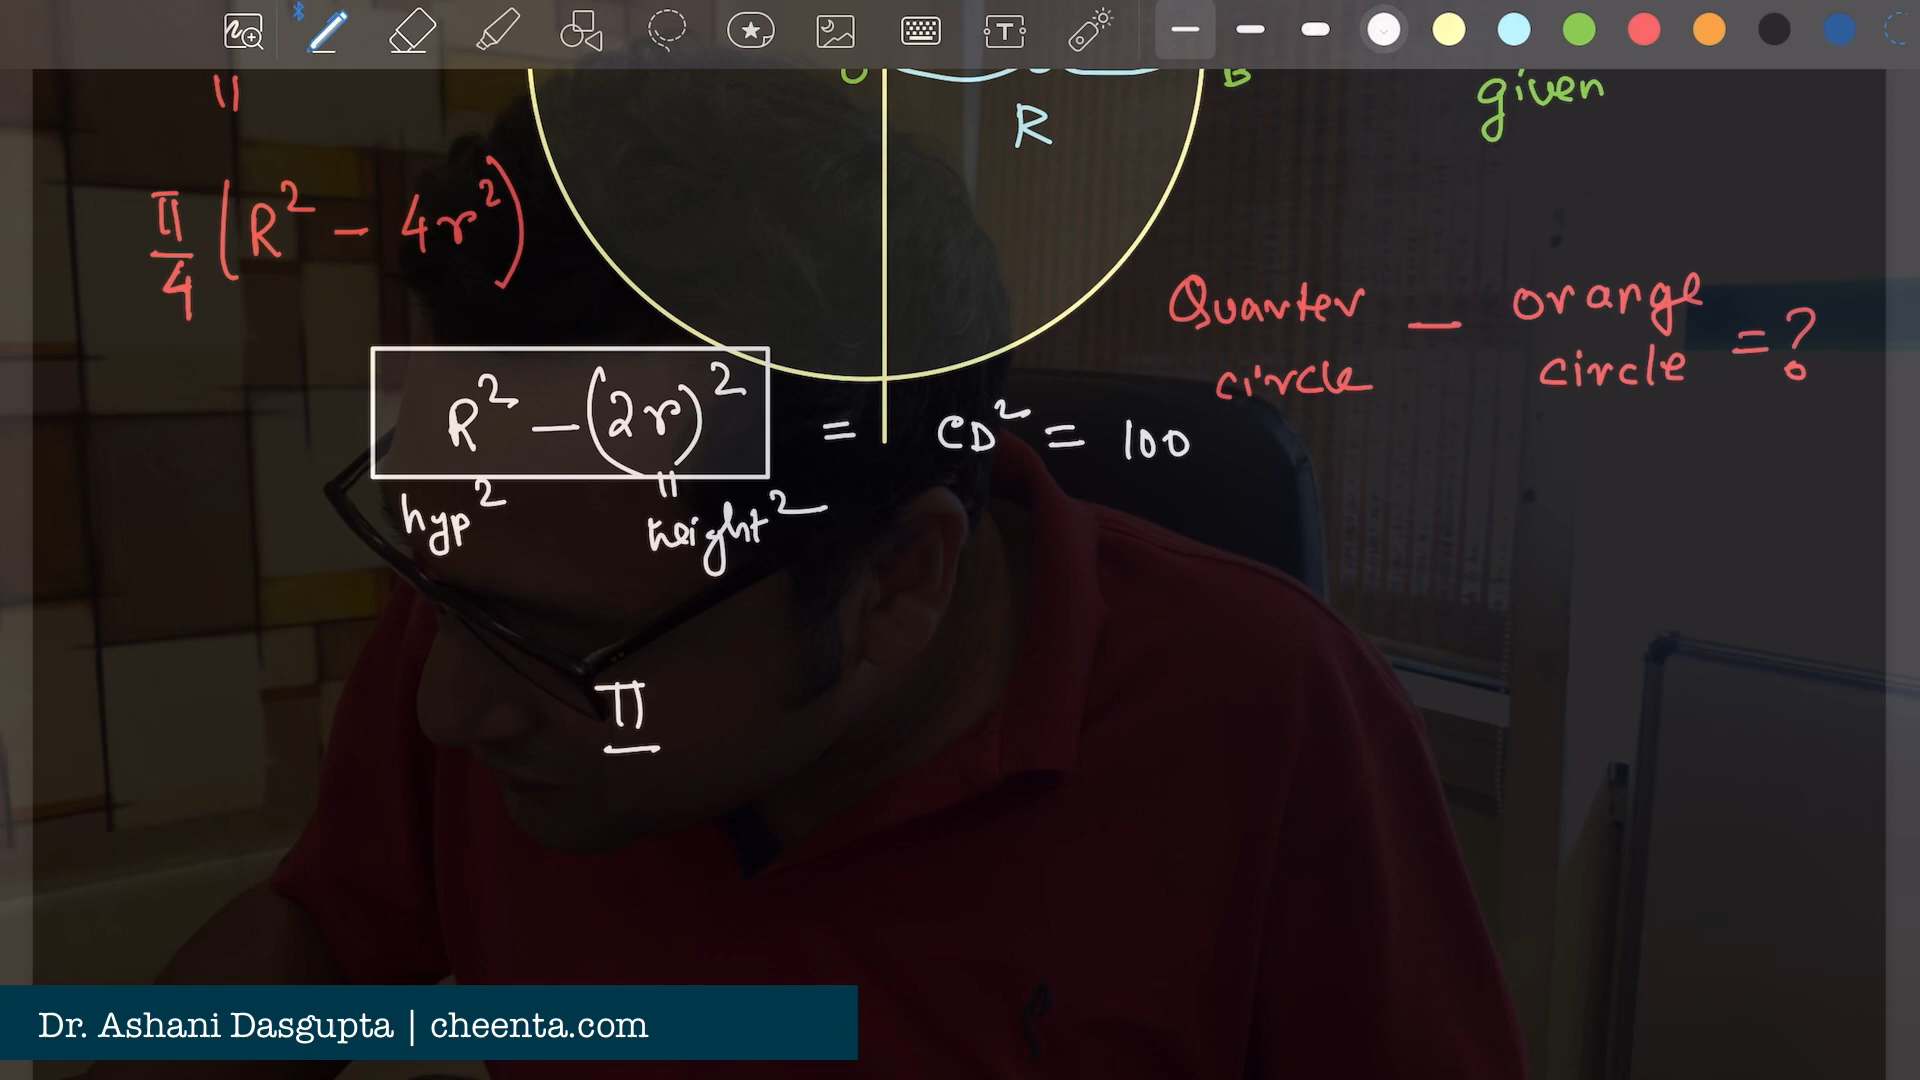 O B
given
R
π/4 (R² - 4r²)
Quarter circle - orange circle = ?
R² - (2r)² = CD² = 100
hyp² height²
π
Dr. Ashani Dasgupta | cheenta.com